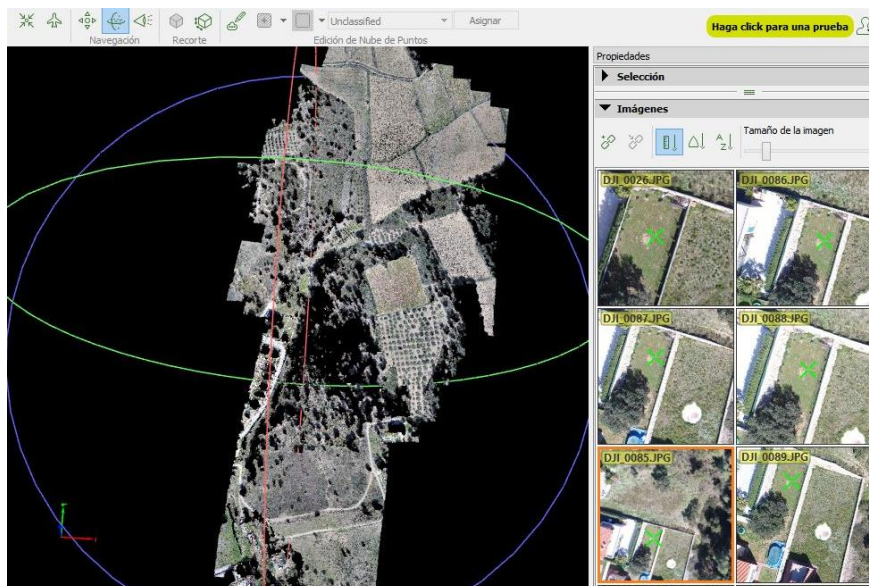 Unclassified
Asignar
Navegación
Recorte
Edición de Nube de Puntos
Haga click para una prueba
Propiedades
Selección
Imágenes
Tamaño de la imagen
A
Z
DJI_0026.JPG
DJI_0086.JPG
DJI_0087.JPG
DJI_0088.JPG
DJI_0085.JPG
DJI_0089.JPG